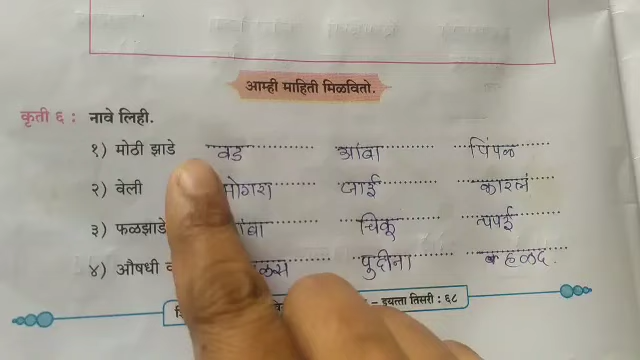 आम्ही माहिती मिळवितो.
कृती ६ : नावे लिही.
१) मोठी झाडे वड आंबा पिंपळ
२) वेली मोगरा जाई कारलं
३) फळझाडे चिकू पपई
४) औषधी पुदीना हळद.
– इयत्ता तिसरी : ६८